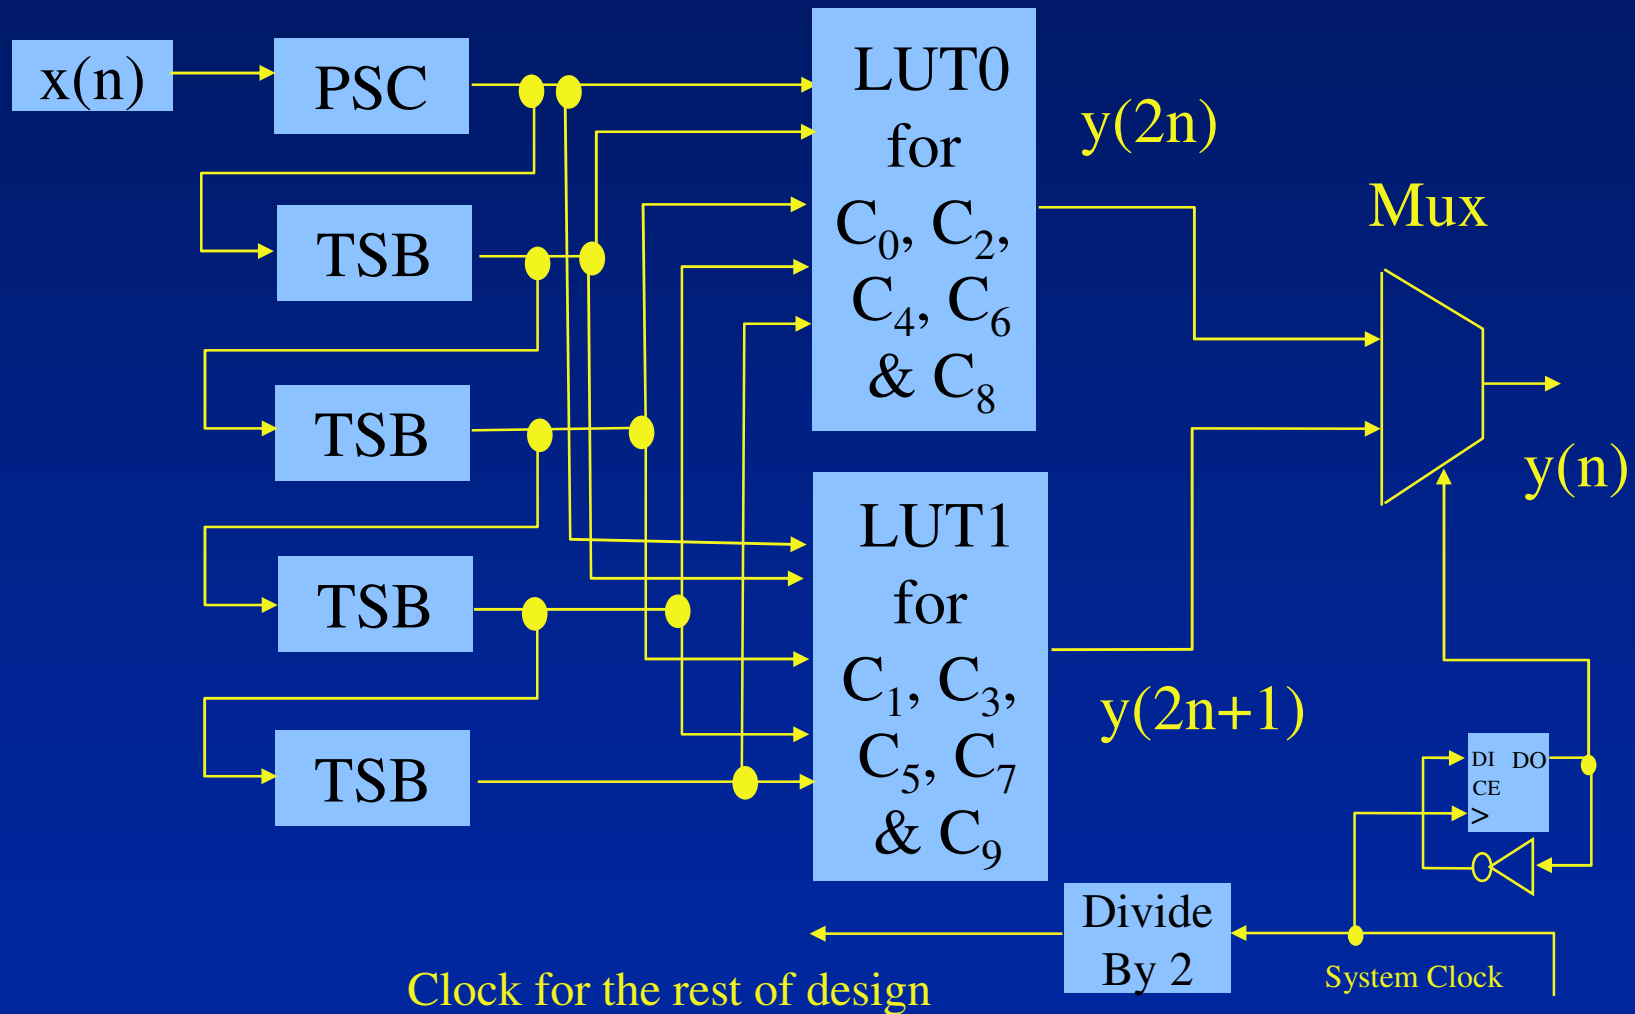 x(n)
PSC
TSB
TSB
TSB
TSB
LUT0
for
C0, C2,
C4, C6
& C8
LUT1
for
C1, C3,
C5, C7
& C9
y(2n)
y(2n+1)
Mux
y(n)
DI DO
CE
>
Divide
By 2
System Clock
Clock for the rest of design